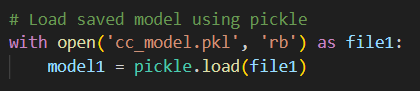 # Load saved model using pickle
with open('cc_model.pkl', 'rb') as file1:
    model1 = pickle.load(file1)